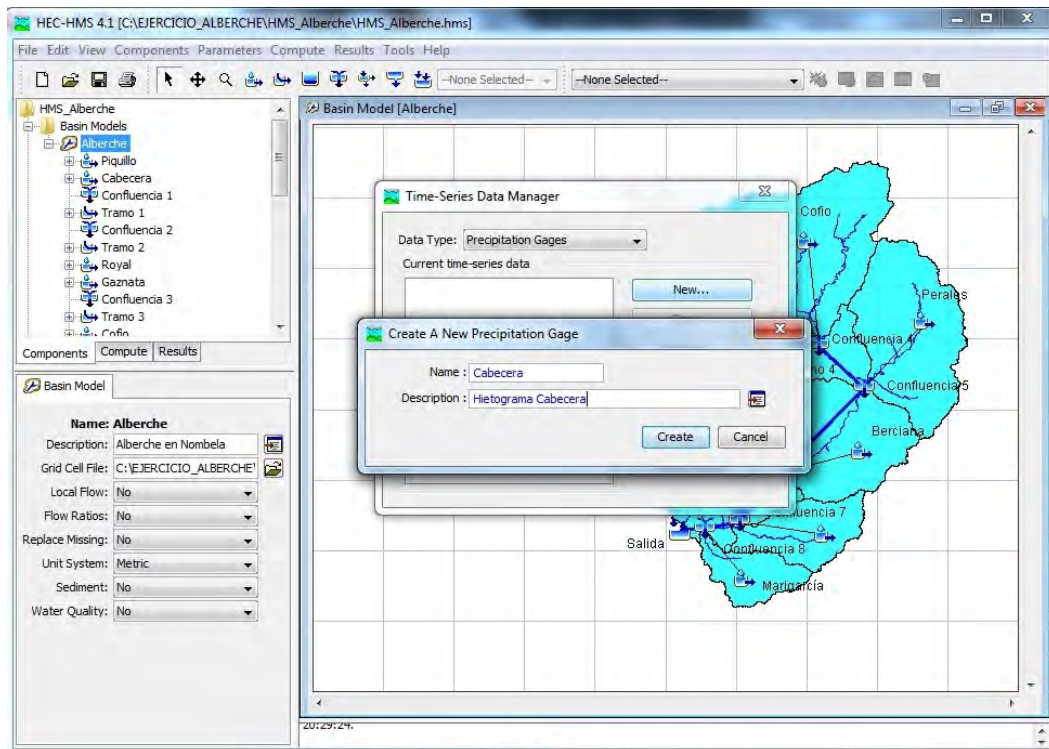 HEC-HMS 4.1 [C:\EJERCICIO_ALBERCHE\HMS_Alberche\HMS_Alberche.hms]
File Edit View Components Parameters Compute Results Tools Help
--None Selected-- --None Selected--
HMS_Alberche
Basin Models
Alberche
Piquillo
Cabecera
Confluencia 1
Tramo 1
Confluencia 2
Tramo 2
Royal
Gaznata
Confluencia 3
Tramo 3
Cofio
Components Compute Results
Basin Model
Name: Alberche
Description: Alberche en Nombela
Grid Cell File: C:\EJERCICIO_ALBERCHE\
Local Flow: No
Flow Ratios: No
Replace Missing: No
Unit System: Metric
Sediment: No
Water Quality: No
Basin Model [Alberche]
Time-Series Data Manager
Data Type: Precipitation Gages
Current time-series data
New...
Create A New Precipitation Gage
Name : Cabecera
Description : Hietograma Cabecera
Create Cancel
Cofio
Perales
Confluencia 4
no 4
Confluencia 5
Berciana
uencia 7
Salida
Confluencia 8
Marigarcía
20:29:24.